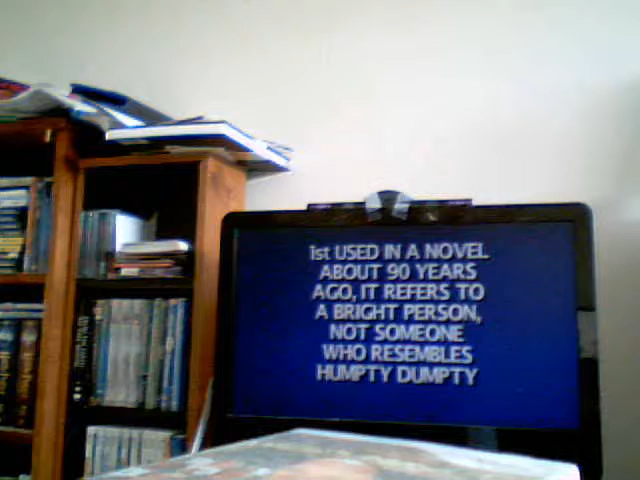 1st USED IN A NOVEL
ABOUT 90 YEARS
AGO, IT REFERS TO
A BRIGHT PERSON,
NOT SOMEONE
WHO RESEMBLES
HUMPTY DUMPTY